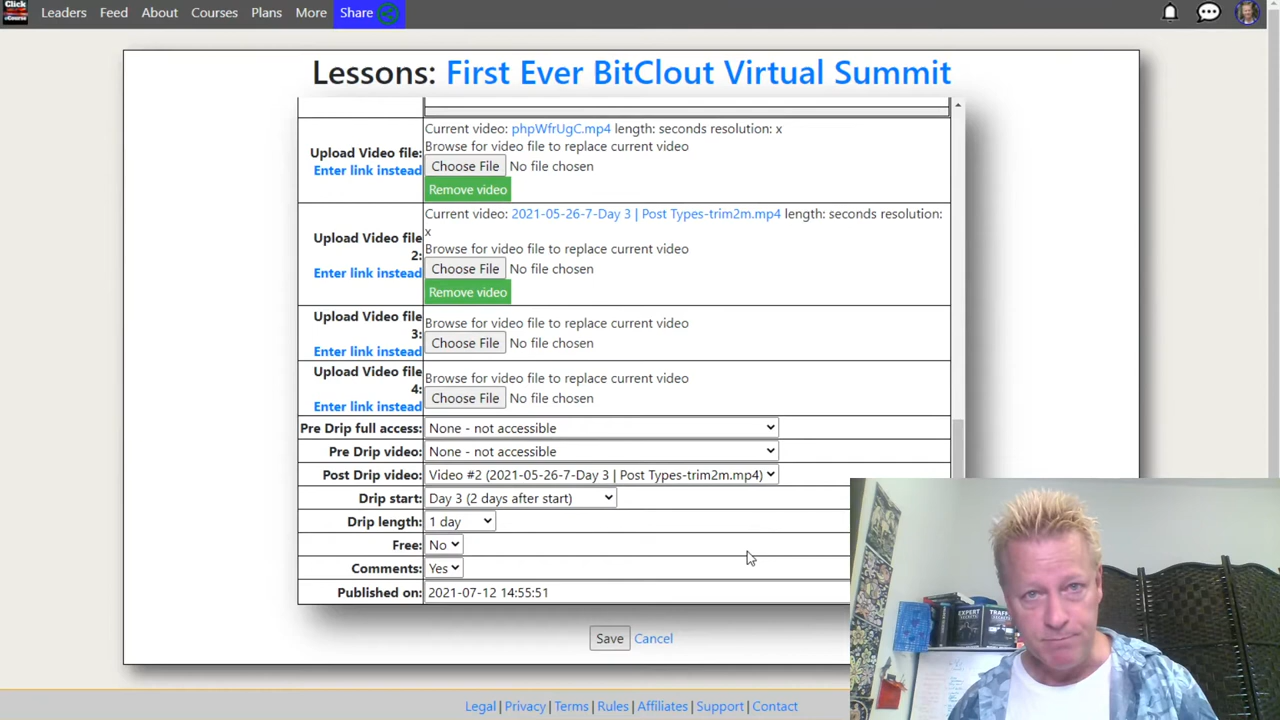 Click
eCourse
Leaders Feed About Courses Plans More Share
Lessons: First Ever BitClout Virtual Summit
Upload Video file:
Enter link instead
Current video: phpWfrUgC.mp4 length: seconds resolution: x
Browse for video file to replace current video
Choose File No file chosen
Remove video
Upload Video file
2:
Enter link instead
Current video: 2021-05-26-7-Day 3 | Post Types-trim2m.mp4 length: seconds resolution:
x
Browse for video file to replace current video
Choose File No file chosen
Remove video
Upload Video file
3:
Enter link instead
Browse for video file to replace current video
Choose File No file chosen
Upload Video file
4:
Enter link instead
Browse for video file to replace current video
Choose File No file chosen
Pre Drip full access: None - not accessible
Pre Drip video: None - not accessible
Post Drip video: Video #2 (2021-05-26-7-Day 3 | Post Types-trim2m.mp4)
Drip start: Day 3 (2 days after start)
Drip length: 1 day
Free: No
Comments: Yes
Published on: 2021-07-12 14:55:51
Save Cancel
EXPERT
SECRETS
TRAFFIC
SECRETS
Legal | Privacy | Terms | Rules | Affiliates | Support | Contact